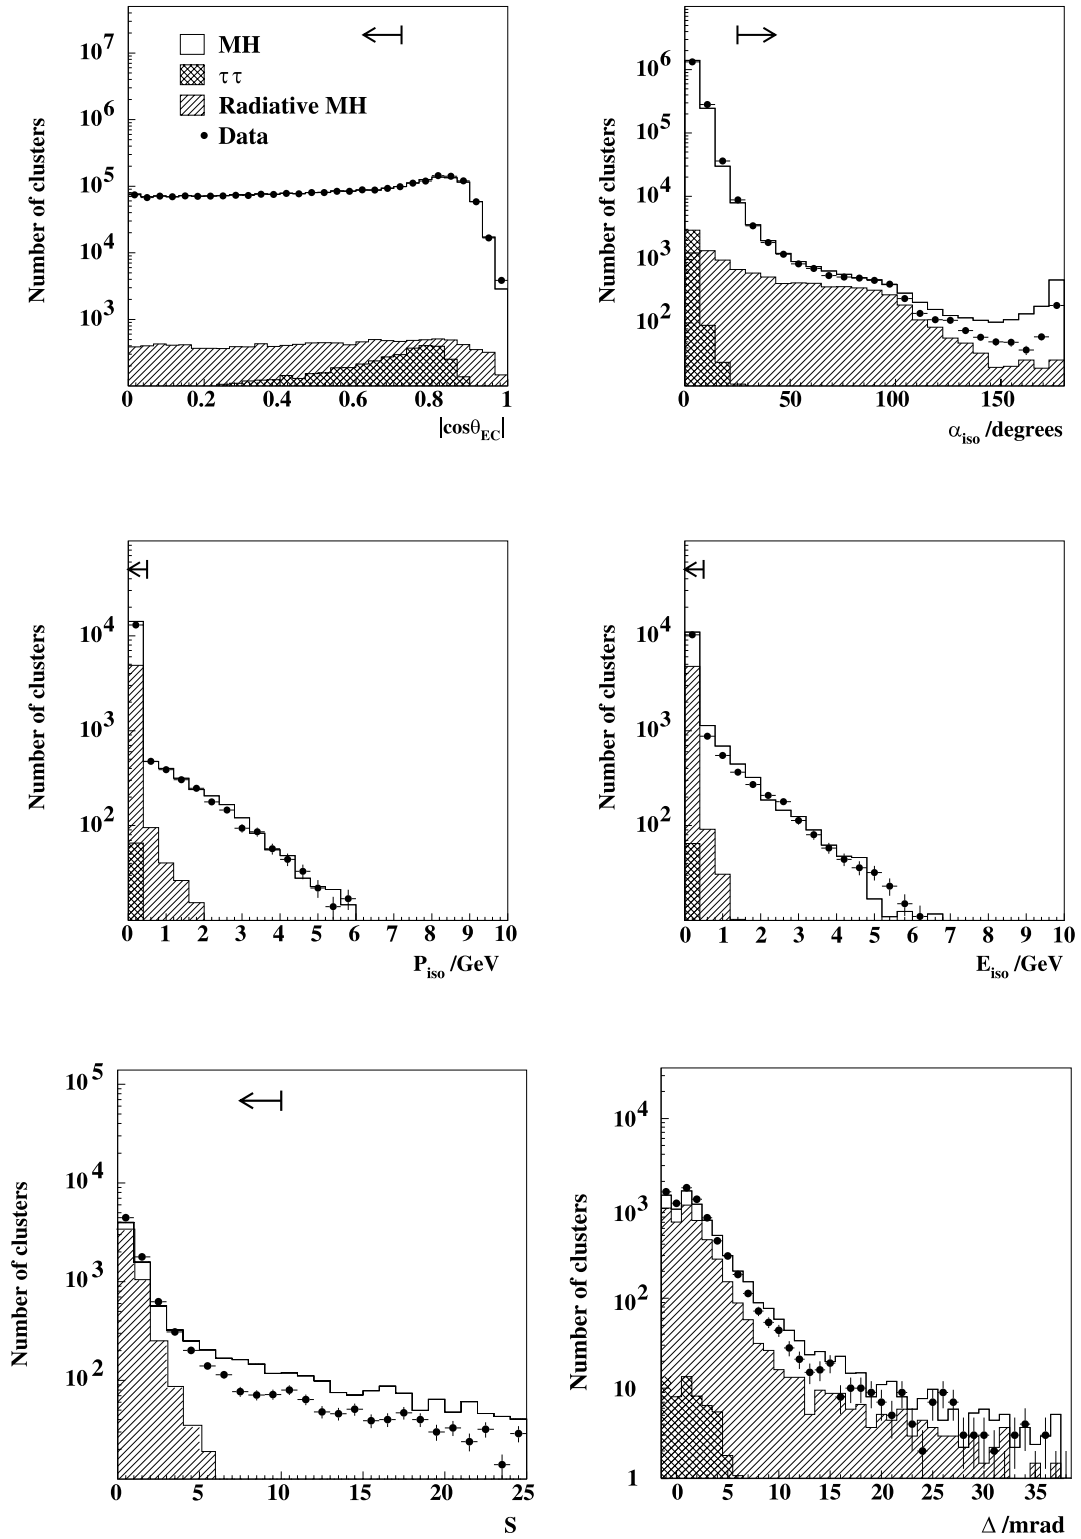 Number of clusters
10^7
10^6
10^5
10^4
10^3
MH
ττ
Radiative MH
Data
0 0.2 0.4 0.6 0.8 1
|cosθ_EC|
Number of clusters
10^6
10^5
10^4
10^3
10^2
0 50 100 150
α_iso /degrees
Number of clusters
10^4
10^3
10^2
0 1 2 3 4 5 6 7 8 9 10
P_iso /GeV
Number of clusters
10^4
10^3
10^2
0 1 2 3 4 5 6 7 8 9 10
E_iso /GeV
Number of clusters
10^5
10^4
10^3
10^2
0 5 10 15 20 25
S
Number of clusters
10^4
10^3
10^2
10
1
0 5 10 15 20 25 30 35
Δ /mrad